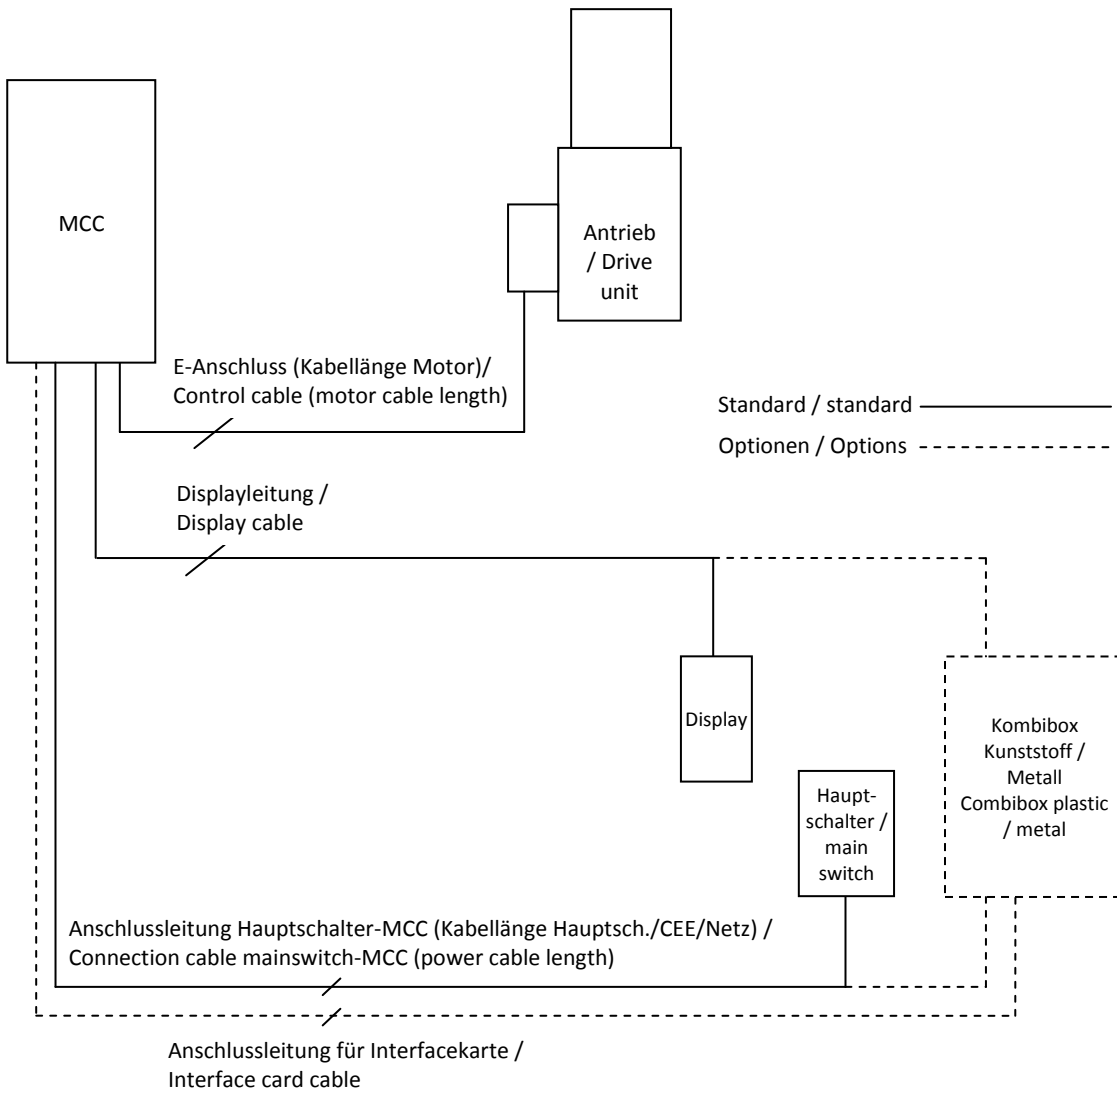 MCC
Antrieb
/ Drive
unit
E-Anschluss (Kabellänge Motor)/
Control cable (motor cable length)
Standard / standard
Optionen / Options
Displayleitung /
Display cable
Display
Kombibox
Kunststoff /
Metall
Combibox plastic
/ metal
Haupt-
schalter /
main
switch
Anschlussleitung Hauptschalter-MCC (Kabellänge Hauptsch./CEE/Netz) /
Connection cable mainswitch-MCC (power cable length)
Anschlussleitung für Interfacekarte /
Interface card cable